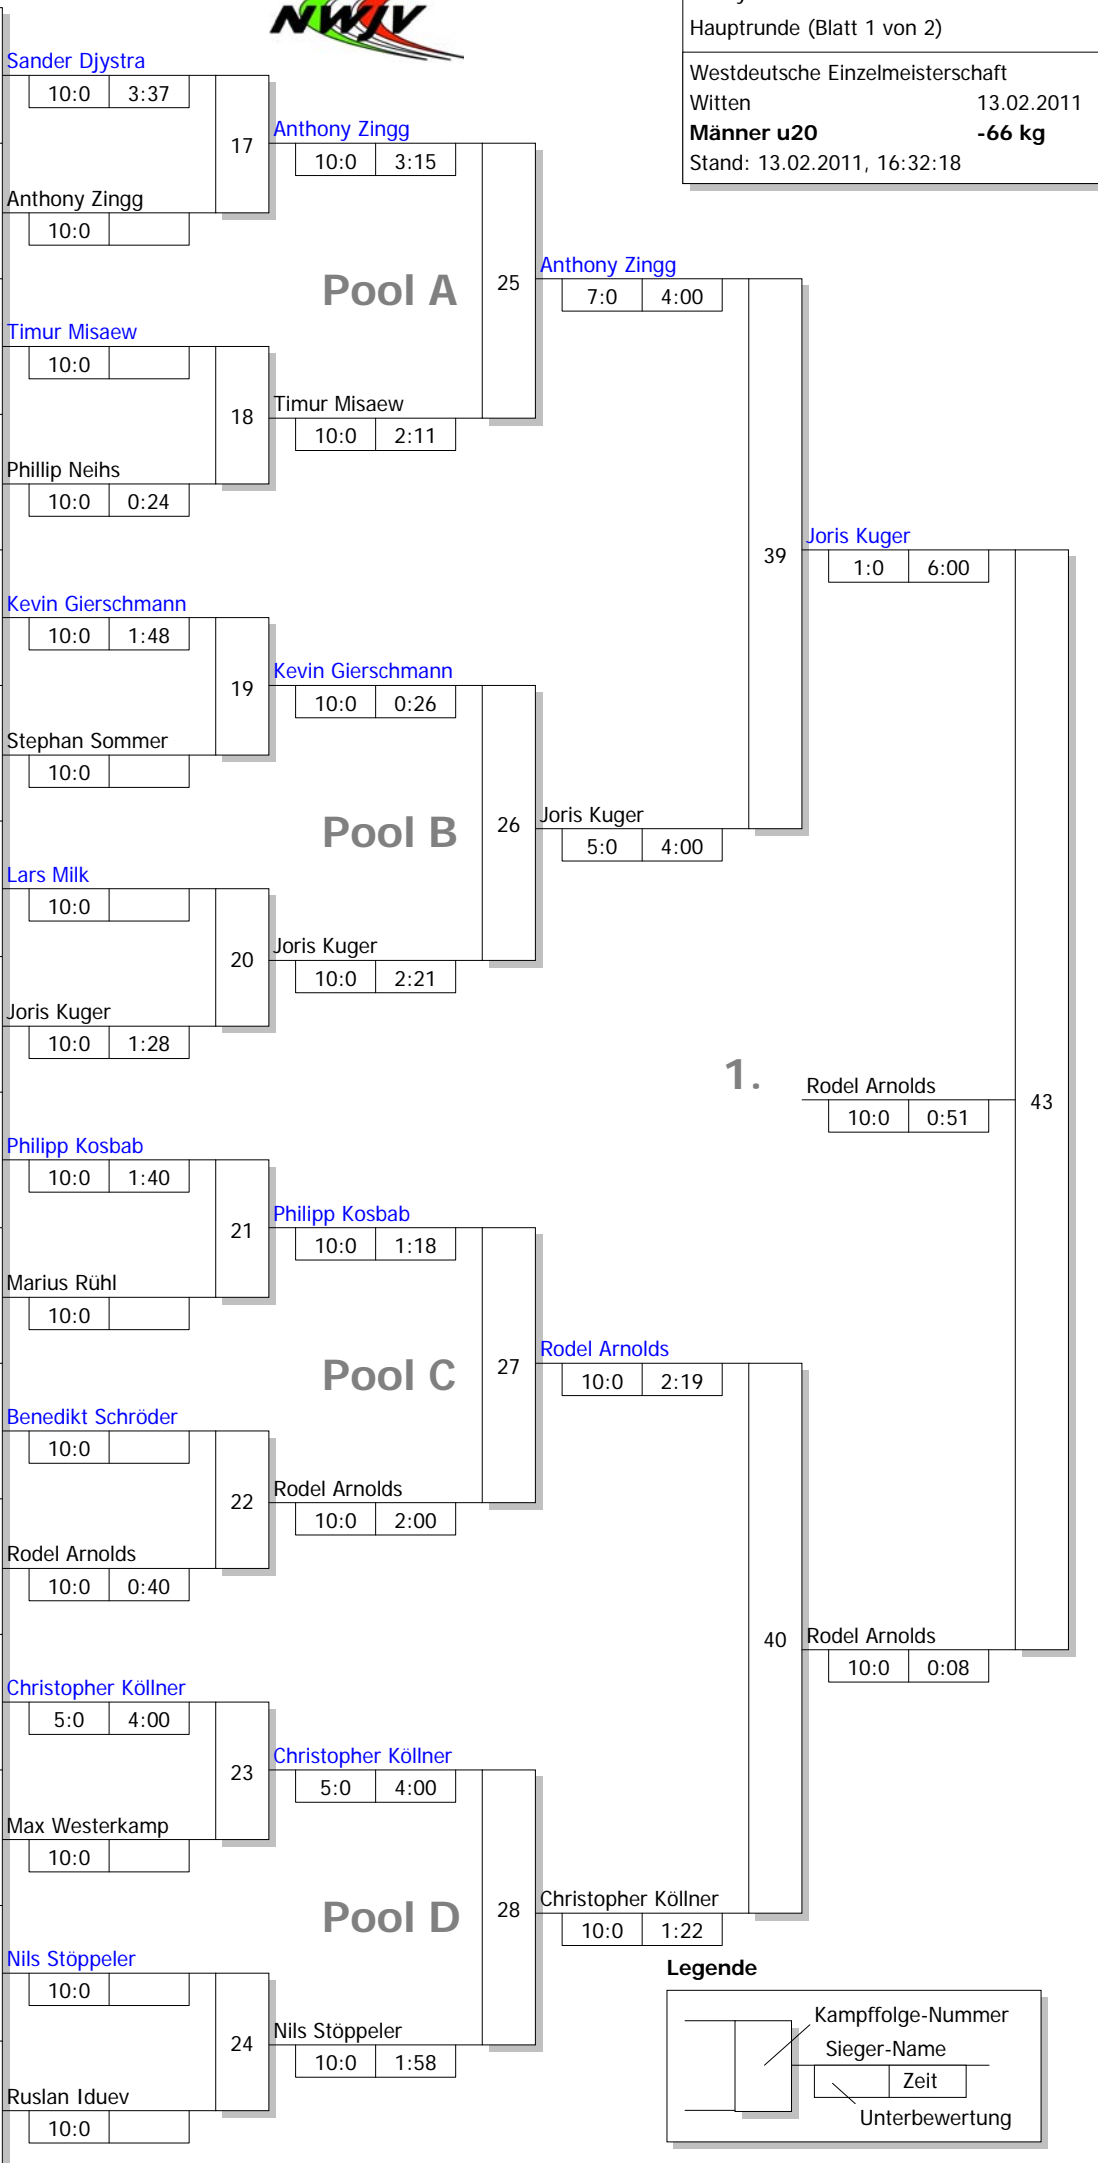 NWJV
Hauptrunde (Blatt 1 von 2)
Westdeutsche Einzelmeisterschaft
Witten 13.02.2011
Männer u20 -66 kg
Stand: 13.02.2011, 16:32:18
Sander Djystra
10:0 3:37
17
Anthony Zingg
10:0 3:15
Anthony Zingg
10:0
Pool A
25
Anthony Zingg
7:0 4:00
Timur Misaew
10:0
18
Timur Misaew
10:0 2:11
Phillip Neihs
10:0 0:24
39
Joris Kuger
1:0 6:00
Kevin Gierschmann
10:0 1:48
19
Kevin Gierschmann
10:0 0:26
Stephan Sommer
10:0
Pool B
26
Joris Kuger
5:0 4:00
Lars Milk
10:0
20
Joris Kuger
10:0 2:21
Joris Kuger
10:0 1:28
1.
Rodel Arnolds
10:0 0:51
43
Philipp Kosbab
10:0 1:40
21
Philipp Kosbab
10:0 1:18
Marius Rühl
10:0
Pool C
27
Rodel Arnolds
10:0 2:19
Benedikt Schröder
10:0
22
Rodel Arnolds
10:0 2:00
Rodel Arnolds
10:0 0:40
40
Rodel Arnolds
10:0 0:08
Christopher Köllner
5:0 4:00
23
Christopher Köllner
5:0 4:00
Max Westerkamp
10:0
Pool D
28
Christopher Köllner
10:0 1:22
Nils Stöppeler
10:0
24
Nils Stöppeler
10:0 1:58
Ruslan Iduev
10:0
Legende
Kampffolge-Nummer
Sieger-Name
Zeit
Unterbewertung